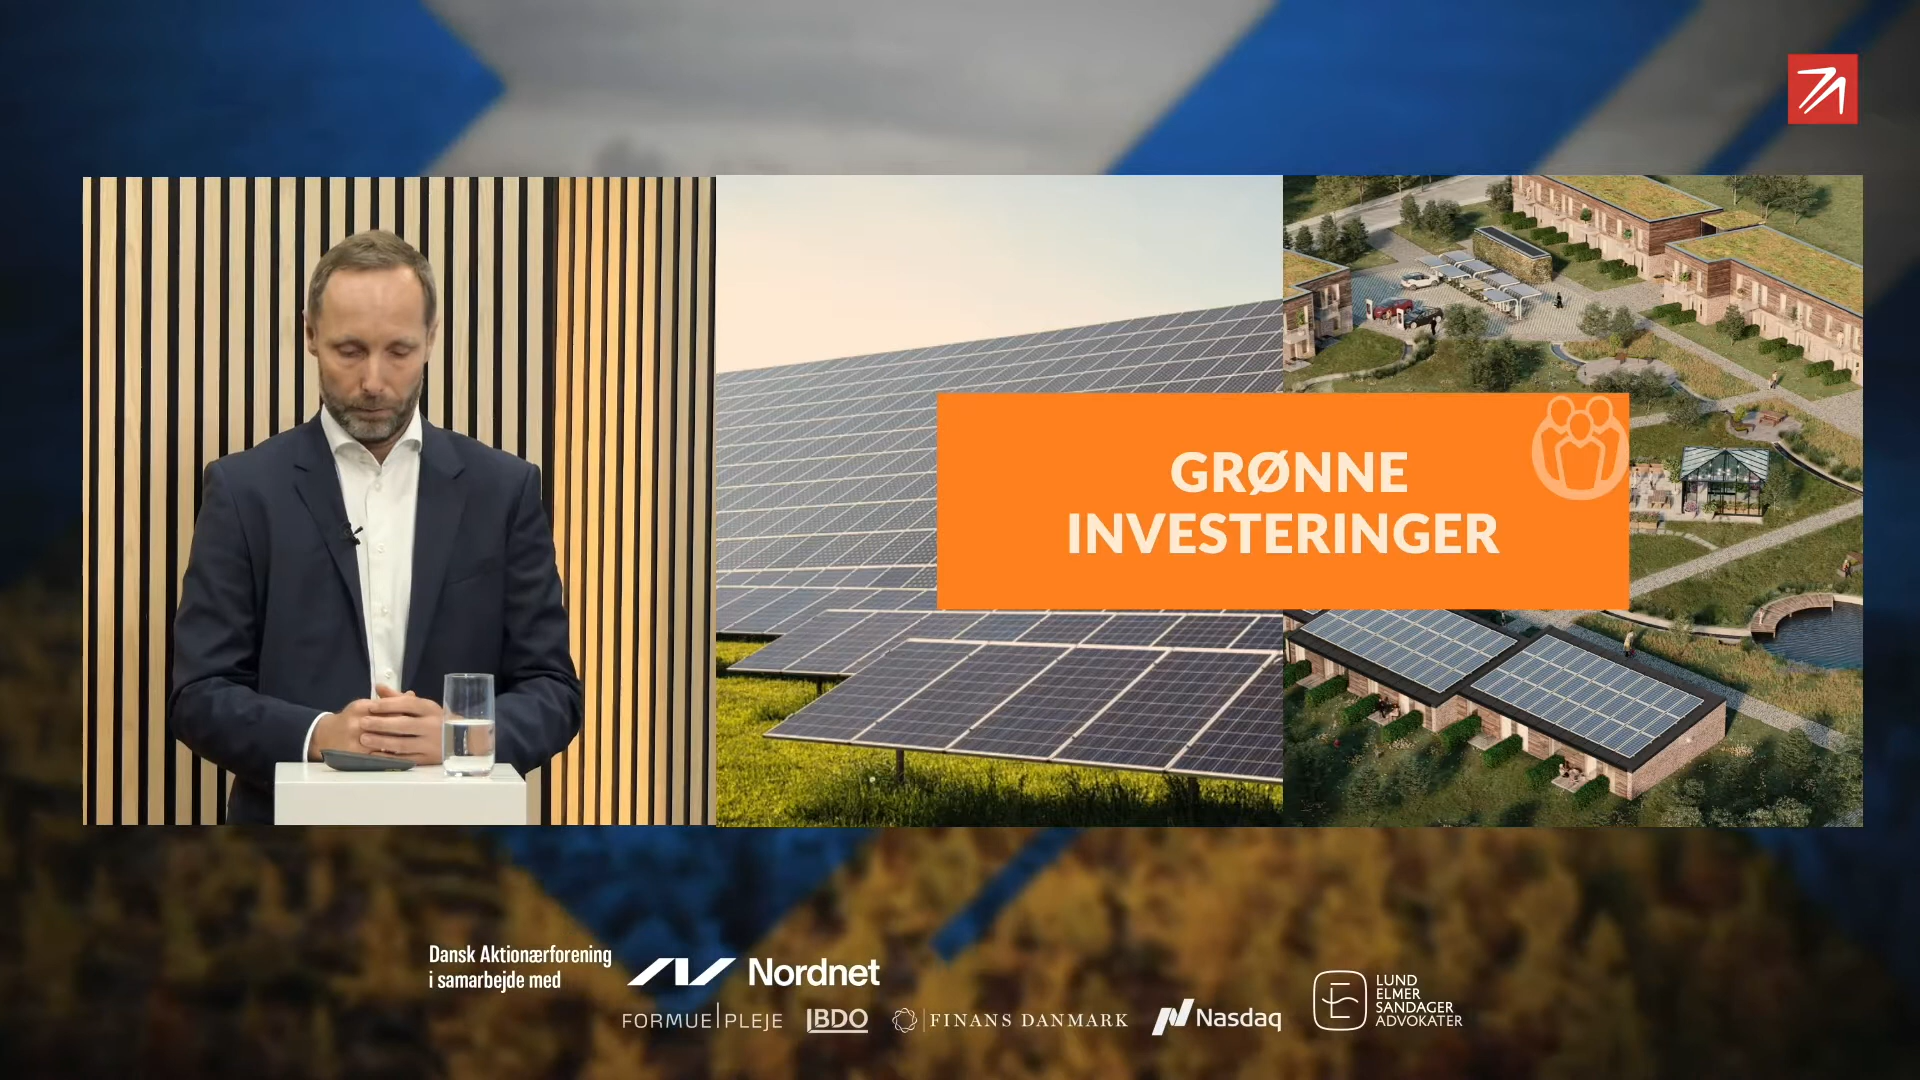 GRØNNE
INVESTERINGER
Dansk Aktionærforening
i samarbejde med
Nordnet
FORMUE|PLEJE
BDO
FINANS DANMARK
Nasdaq
LUND
ELMER
SANDAGER
ADVOKATER